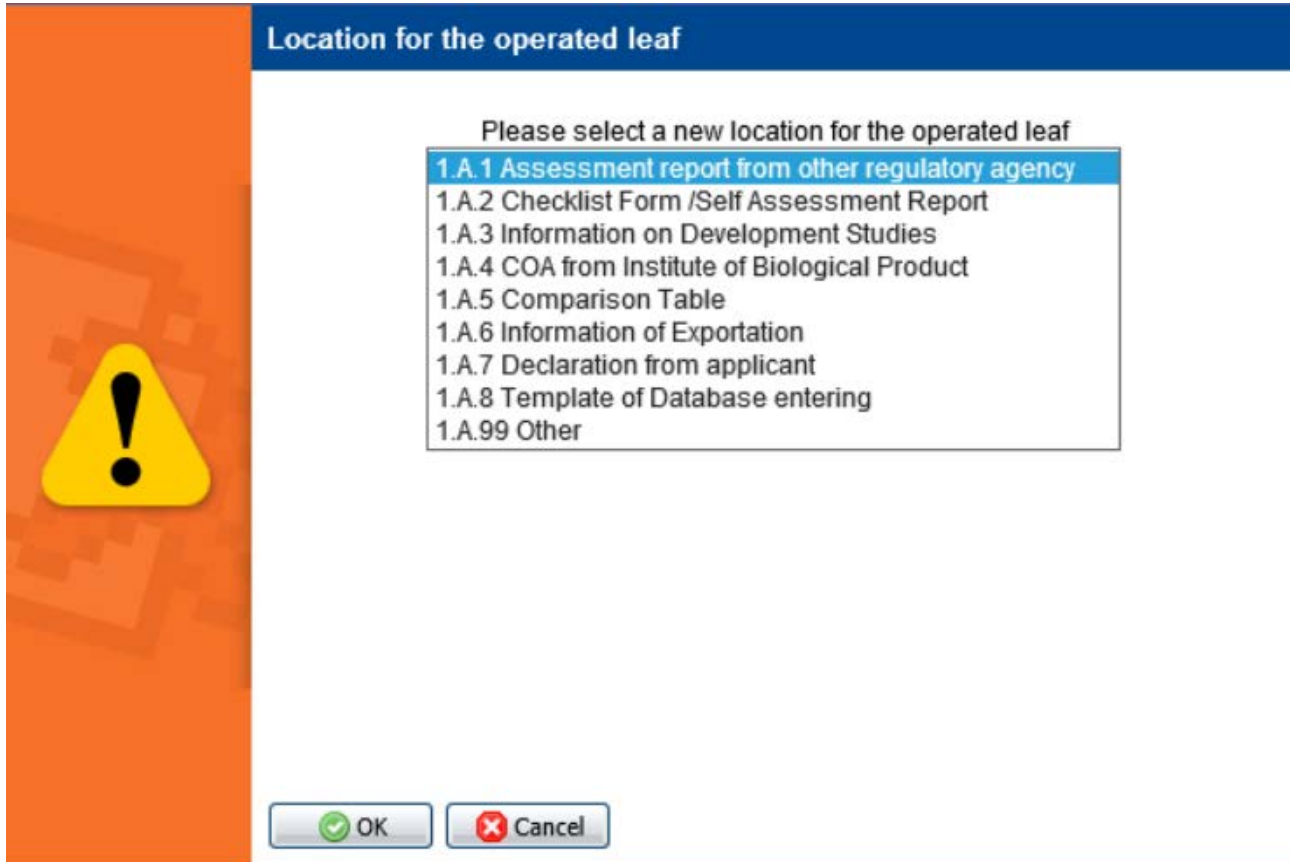 Location for the operated leaf
Please select a new location for the operated leaf
1.A.1 Assessment report from other regulatory agency
1.A.2 Checklist Form /Self Assessment Report
1.A.3 Information on Development Studies
1.A.4 COA from Institute of Biological Product
1.A.5 Comparison Table
1.A.6 Information of Exportation
1.A.7 Declaration from applicant
1.A.8 Template of Database entering
1.A.99 Other
OK
Cancel